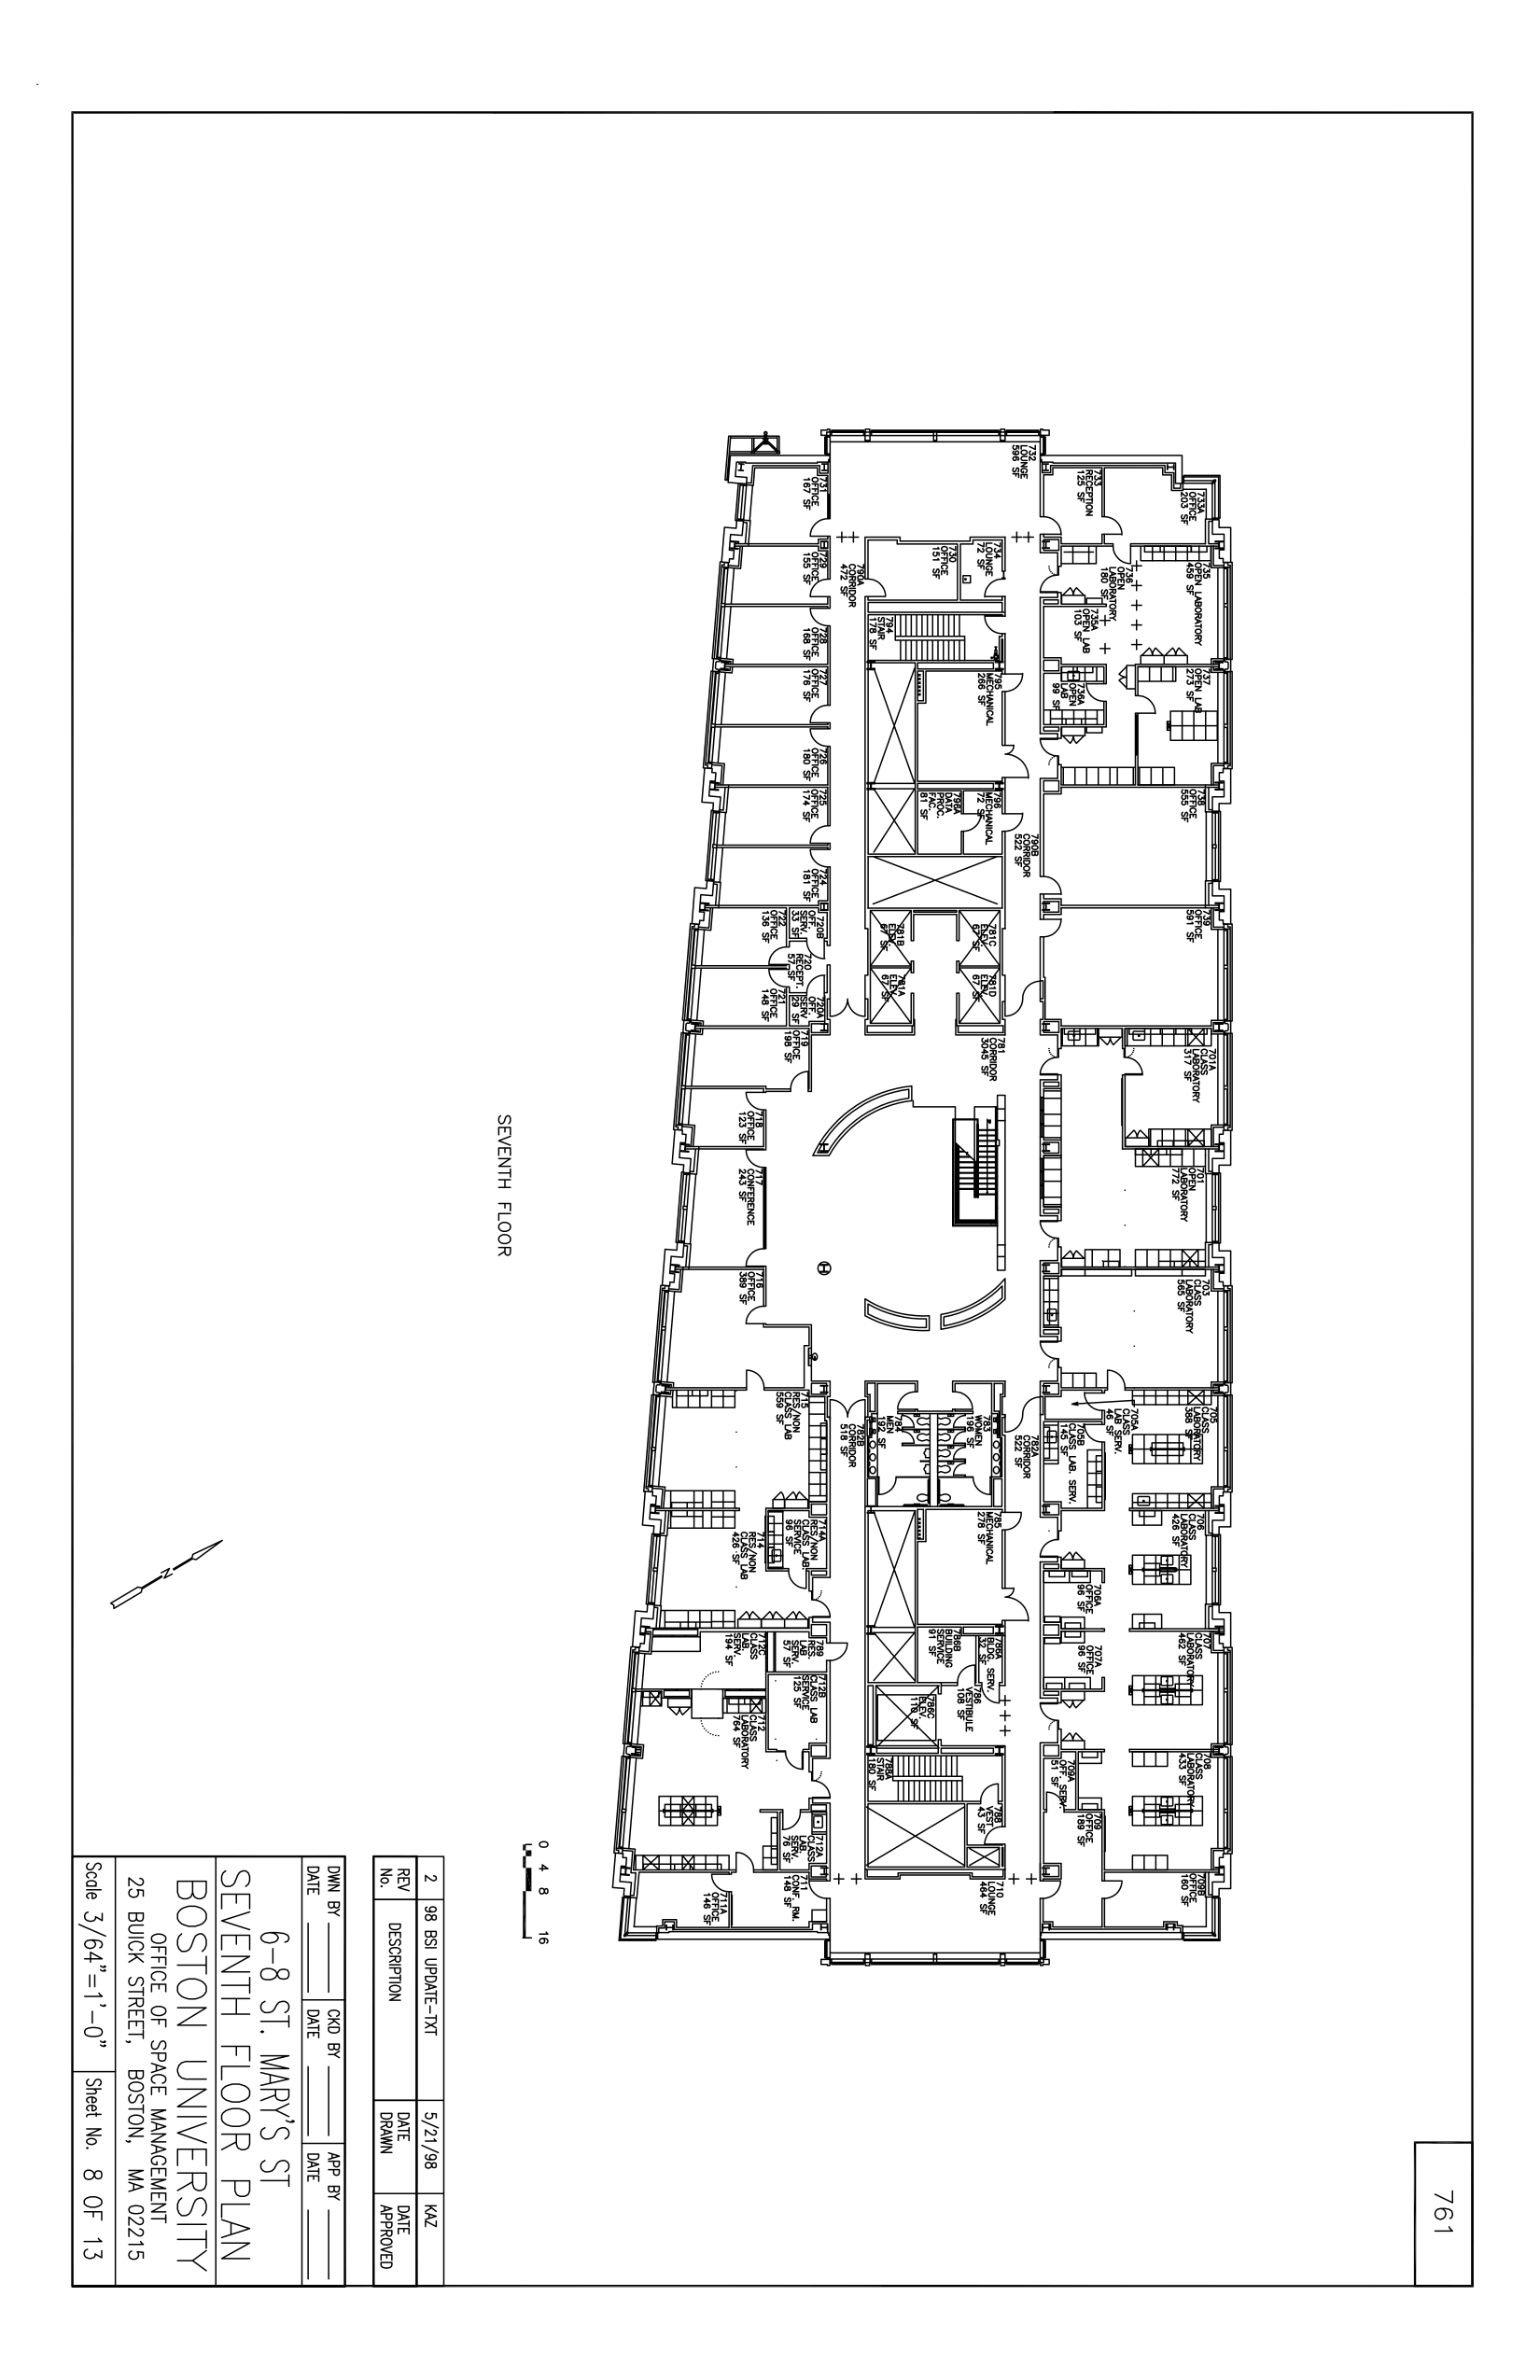 761
733A
OFFICE
203 SF
733
RECEPTION
125 SF
732
LOUNGE
596 SF
731
OFFICE
167 SF
735
OPEN LABORATORY
459 SF
736
OPEN
LABORATORY
180 SF
735A
OPEN LAB
103 SF
734
LOUNGE
72 SF
730
OFFICE
151 SF
790A
CORRIDOR
472 SF
729
OFFICE
155 SF
794
STAIR
178 SF
728
OFFICE
168 SF
737
OPEN LAB
273 SF
736A
OPEN
LAB
99 SF
795
MECHANICAL
266 SF
727
OFFICE
176 SF
726
OFFICE
180 SF
738
OFFICE
555 SF
790B
CORRIDOR
522 SF
796
MECHANICAL
72 SF
796A
DATA
PROC.
FAC.
81 SF
725
OFFICE
174 SF
724
OFFICE
181 SF
739
OFFICE
591 SF
781C
ELEV.
67 SF
781B
ELEV.
67 SF
781D
ELEV.
67 SF
781A
ELEV.
67 SF
720B
OFF.
SERV.
33 SF
722
OFFICE
136 SF
720
RECEPT.
57 SF
720A
OFF.
SERV
29 SF
721
OFFICE
148 SF
701A
CLASS
LABORATORY
317 SF
781
CORRIDOR
3045 SF
719
OFFICE
198 SF
718
OFFICE
123 SF
701
OPEN
LABORATORY
772 SF
717
CONFERENCE
243 SF
703
CLASS
LABORATORY
565 SF
716
OFFICE
389 SF
705
CLASS
LABORATORY
388 SF
705A
CLASS
LAB SERV.
46 SF
705B
CLASS LAB. SERV.
145 SF
782A
CORRIDOR
522 SF
783
WOMEN
196 SF
784
MEN
192 SF
782B
CORRIDOR
518 SF
715
RES/NON
CLASS LAB
559 SF
706
CLASS
LABORATORY
426 SF
706A
OFFICE
96 SF
785
MECHANICAL
278 SF
714A
RES/NON
CLASS LAB.
SERVICE
96 SF
714
RES/NON
CLASS LAB
426 SF
707
CLASS
LABORATORY
462 SF
707A
OFFICE
96 SF
786A
BLDG. SERV.
32 SF
786B
BUILDING
SERVICE
91 SF
786
VESTIBULE
108 SF
786C
ELEV.
110 SF
789
RES.
LAB
SERV.
57 SF
712C
CLASS
LAB.
SERV.
194 SF
712B
CLASS LAB
SERVICE
125 SF
712
CLASS
LABORATORY
764 SF
708
CLASS
LABORATORY
433 SF
709A
OFF. SERV.
51 SF
709
OFFICE
189 SF
788A
STAIR
180 SF
788
VEST
43 SF
712A
CLASS
LAB.
SERV.
76 SF
709B
OFFICE
160 SF
710
LOUNGE
464 SF
711
CONF RM.
148 SF
711A
OFFICE
146 SF
SEVENTH FLOOR
0 4 8 16
N
2 98 BSI UPDATE-TXT 5/21/98 KAZ
REV No. DESCRIPTION DATE DRAWN DATE APPROVED
DWN BY CKD BY APP BY
DATE DATE DATE
6-8 ST. MARY'S ST
SEVENTH FLOOR PLAN
BOSTON UNIVERSITY
OFFICE OF SPACE MANAGEMENT
25 BUICK STREET, BOSTON, MA 02215
Scale 3/64"=1'-0" Sheet No. 8 OF 13